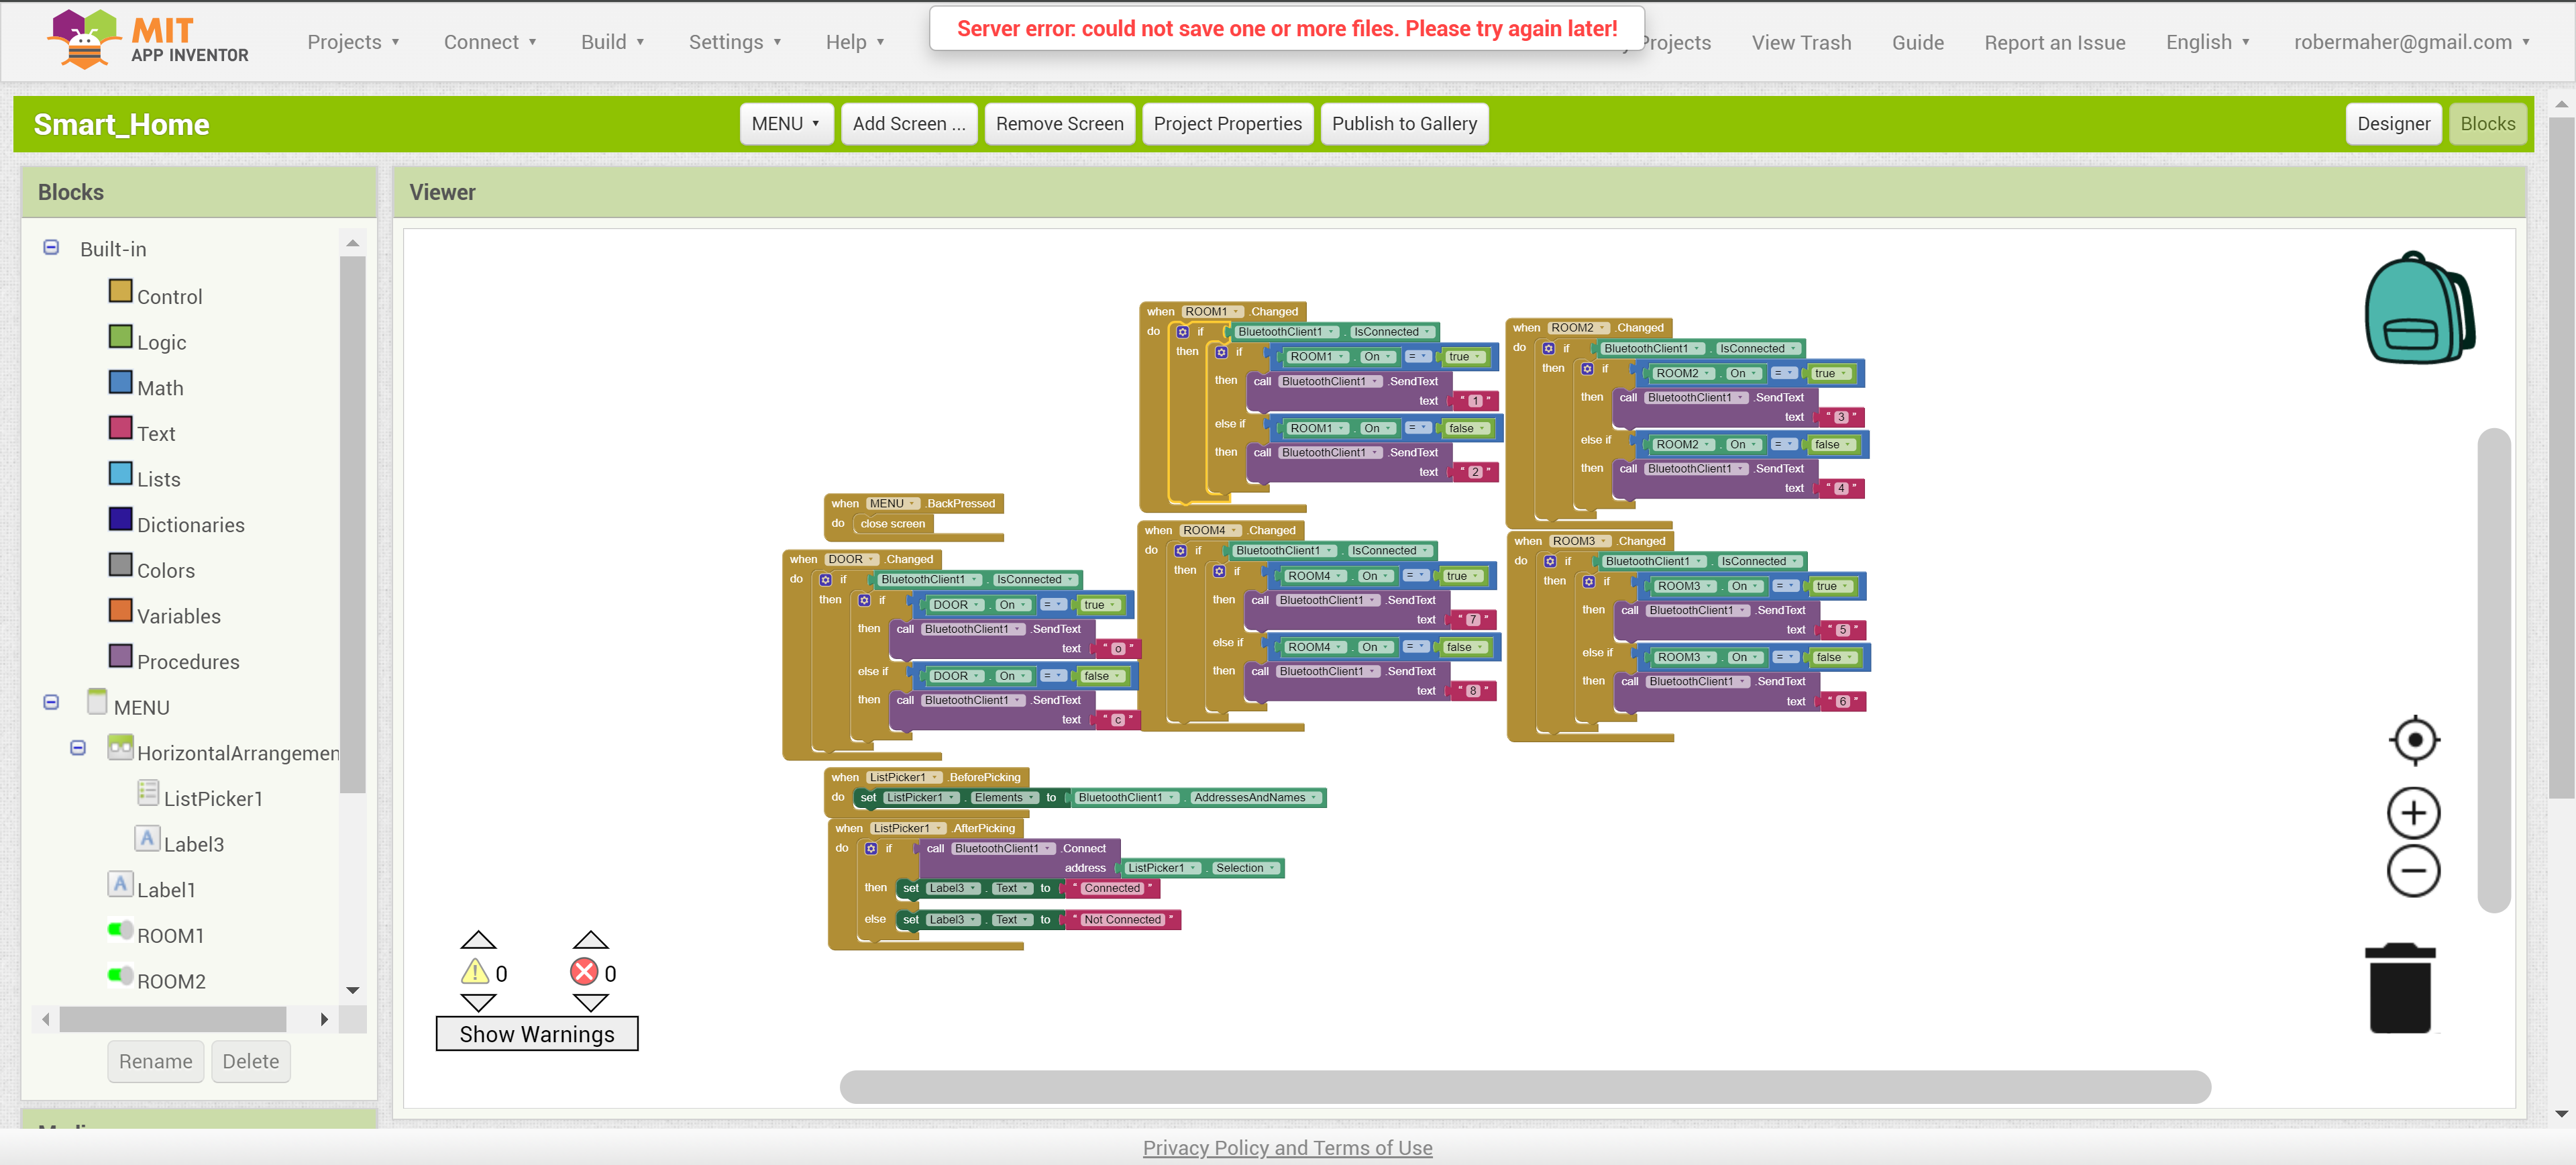 MIT
APP INVENTOR
Projects
Connect
Build
Settings
Help
Server error: could not save one or more files. Please try again later!
Projects
View Trash
Guide
Report an Issue
English
robermaher@gmail.com
Smart_Home
MENU
Add Screen ...
Remove Screen
Project Properties
Publish to Gallery
Designer
Blocks
Blocks
Built-in
Control
Logic
Math
Text
Lists
Dictionaries
Colors
Variables
Procedures
MENU
HorizontalArrangemen
ListPicker1
Label3
Label1
ROOM1
ROOM2
Rename
Delete
Viewer
when ROOM1 .Changed
do if BluetoothClient1 . IsConnected
then if ROOM1 . On = true
then call BluetoothClient1 .SendText
text " 1 "
else if ROOM1 . On = false
then call BluetoothClient1 .SendText
text " 2 "
when ROOM2 .Changed
do if BluetoothClient1 . IsConnected
then if ROOM2 . On = true
then call BluetoothClient1 .SendText
text " 3 "
else if ROOM2 . On = false
then call BluetoothClient1 .SendText
text " 4 "
when MENU .BackPressed
do close screen
when DOOR .Changed
do if BluetoothClient1 . IsConnected
then if DOOR . On = true
then call BluetoothClient1 .SendText
text " o "
else if DOOR . On = false
then call BluetoothClient1 .SendText
text " c "
when ROOM4 .Changed
do if BluetoothClient1 . IsConnected
then if ROOM4 . On = true
then call BluetoothClient1 .SendText
text " 7 "
else if ROOM4 . On = false
then call BluetoothClient1 .SendText
text " 8 "
when ROOM3 .Changed
do if BluetoothClient1 . IsConnected
then if ROOM3 . On = true
then call BluetoothClient1 .SendText
text " 5 "
else if ROOM3 . On = false
then call BluetoothClient1 .SendText
text " 6 "
when ListPicker1 .BeforePicking
do set ListPicker1 . Elements to BluetoothClient1 . AddressesAndNames
when ListPicker1 .AfterPicking
do if call BluetoothClient1 .Connect
address ListPicker1 . Selection
then set Label3 . Text to " Connected "
else set Label3 . Text to " Not Connected "
0
0
Show Warnings
Privacy Policy and Terms of Use